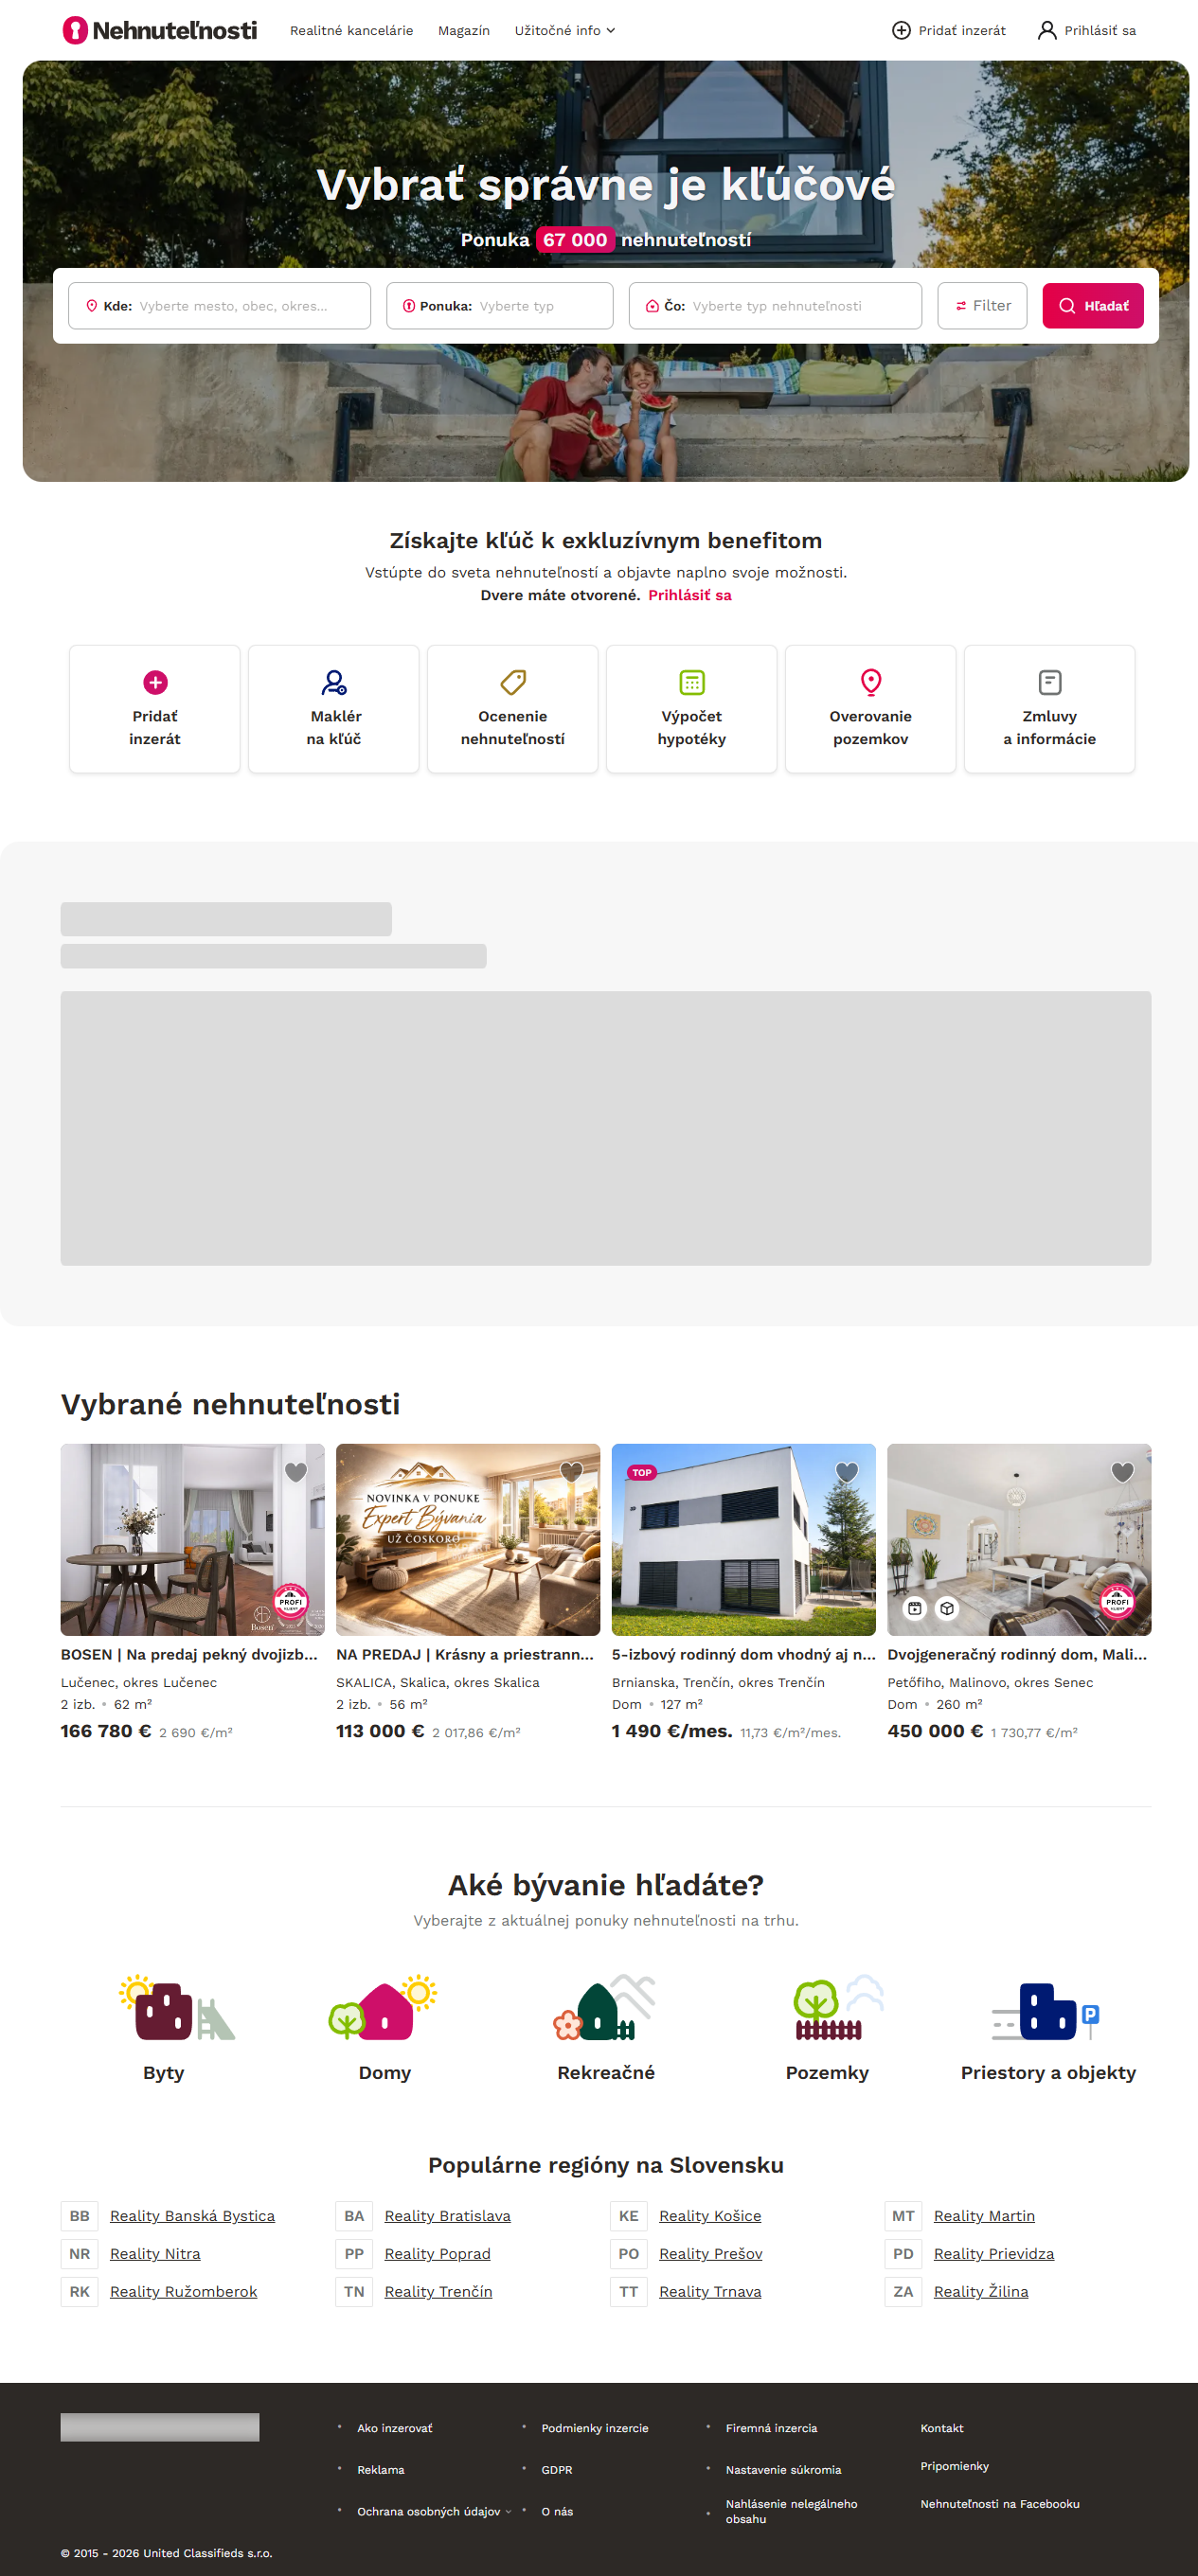 Nehnuteľnosti
Realitné kancelárie
Magazín
Užitočné info
Pridať inzerát
Prihlásiť sa
Vybrať správne je kľúčové
Ponuka 67 000 nehnuteľností
Kde: Vyberte mesto, obec, okres...
Ponuka: Vyberte typ
Čo: Vyberte typ nehnuteľnosti
Filter
Hľadať
Získajte kľúč k exkluzívnym benefitom
Vstúpte do sveta nehnuteľností a objavte naplno svoje možnosti.
Dvere máte otvorené. Prihlásiť sa
Pridať
inzerát
Maklér
na kľúč
Ocenenie
nehnuteľností
Výpočet
hypotéky
Overovanie
pozemkov
Zmluvy
a informácie
Vybrané nehnuteľnosti
PROFI
Bosen
BOSEN | Na predaj pekný dvojizb...
Lučenec, okres Lučenec
2 izb. • 62 m²
166 780 € 2 690 €/m²
NOVINKA V PONUKE
Expert Bývania
UŽ ČOSKORO
NA PREDAJ | Krásny a priestrann...
SKALICA, Skalica, okres Skalica
2 izb. • 56 m²
113 000 € 2 017,86 €/m²
TOP
5-izbový rodinný dom vhodný aj n...
Brnianska, Trenčín, okres Trenčín
Dom • 127 m²
1 490 €/mes. 11,73 €/m²/mes.
PROFI
Dvojgeneračný rodinný dom, Mali...
Petőfiho, Malinovo, okres Senec
Dom • 260 m²
450 000 € 1 730,77 €/m²
Aké bývanie hľadáte?
Vyberajte z aktuálnej ponuky nehnuteľnosti na trhu.
Byty
Domy
Rekreačné
Pozemky
P
Priestory a objekty
Populárne regióny na Slovensku
BB Reality Banská Bystica
BA Reality Bratislava
KE Reality Košice
MT Reality Martin
NR Reality Nitra
PP Reality Poprad
PO Reality Prešov
PD Reality Prievidza
RK Reality Ružomberok
TN Reality Trenčín
TT Reality Trnava
ZA Reality Žilina
Ako inzerovať
Podmienky inzercie
Firemná inzercia
Kontakt
Reklama
GDPR
Nastavenie súkromia
Pripomienky
Ochrana osobných údajov
O nás
Nahlásenie nelegálneho
obsahu
Nehnuteľnosti na Facebooku
© 2015 - 2026 United Classifieds s.r.o.